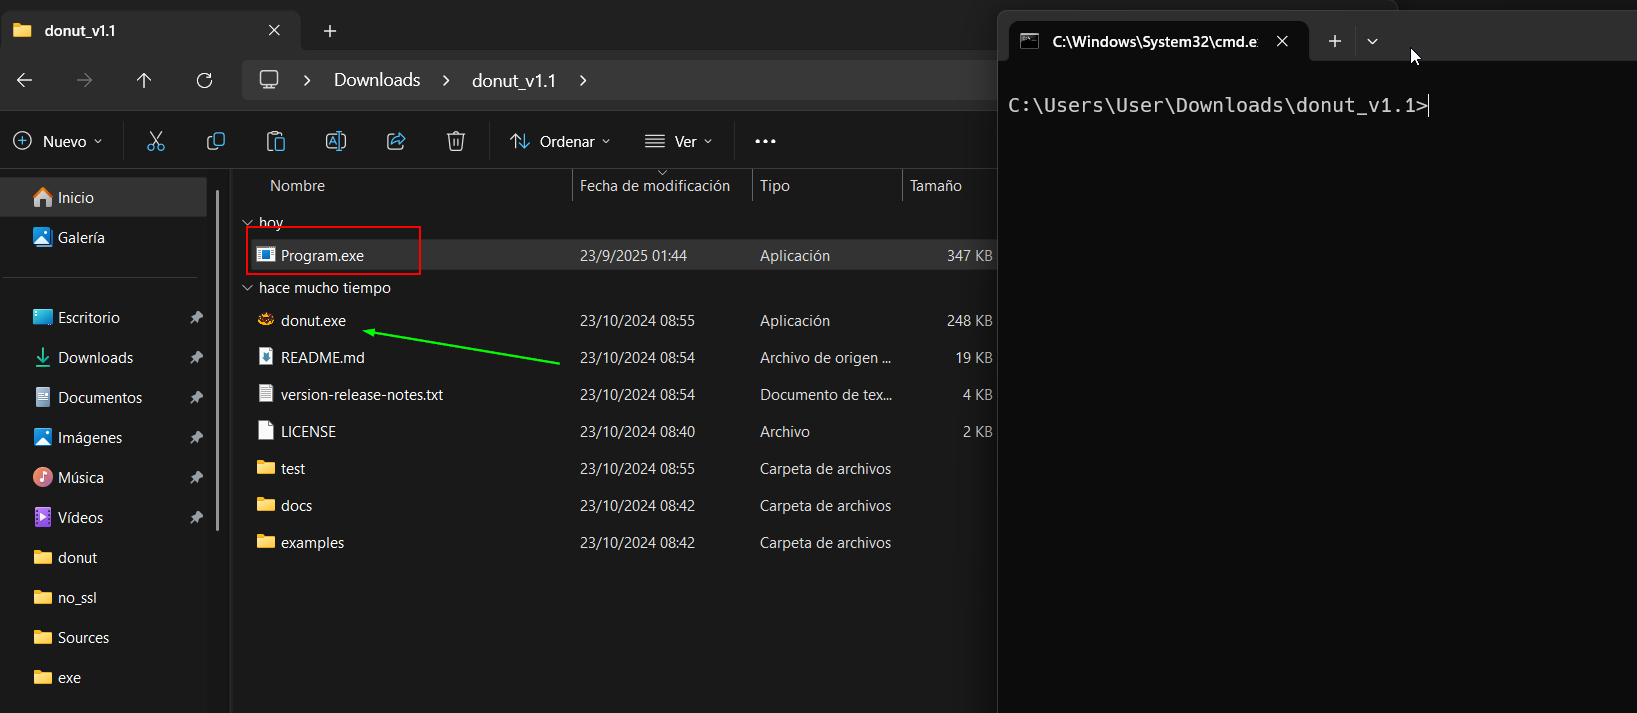 donut_v1.1
Downloads
donut_v1.1
Nuevo
Ordenar
Ver
Inicio
Galería
Escritorio
Downloads
Documentos
Imágenes
Música
Vídeos
donut
no_ssl
Sources
exe
Nombre Fecha de modificación Tipo Tamaño
hoy
Program.exe 23/9/2025 01:44 Aplicación 347 KB
hace mucho tiempo
donut.exe 23/10/2024 08:55 Aplicación 248 KB
README.md 23/10/2024 08:54 Archivo de origen ... 19 KB
version-release-notes.txt 23/10/2024 08:54 Documento de tex... 4 KB
LICENSE 23/10/2024 08:40 Archivo 2 KB
test 23/10/2024 08:55 Carpeta de archivos
docs 23/10/2024 08:42 Carpeta de archivos
examples 23/10/2024 08:42 Carpeta de archivos
C:\Windows\System32\cmd.e
C:\Users\User\Downloads\donut_v1.1>